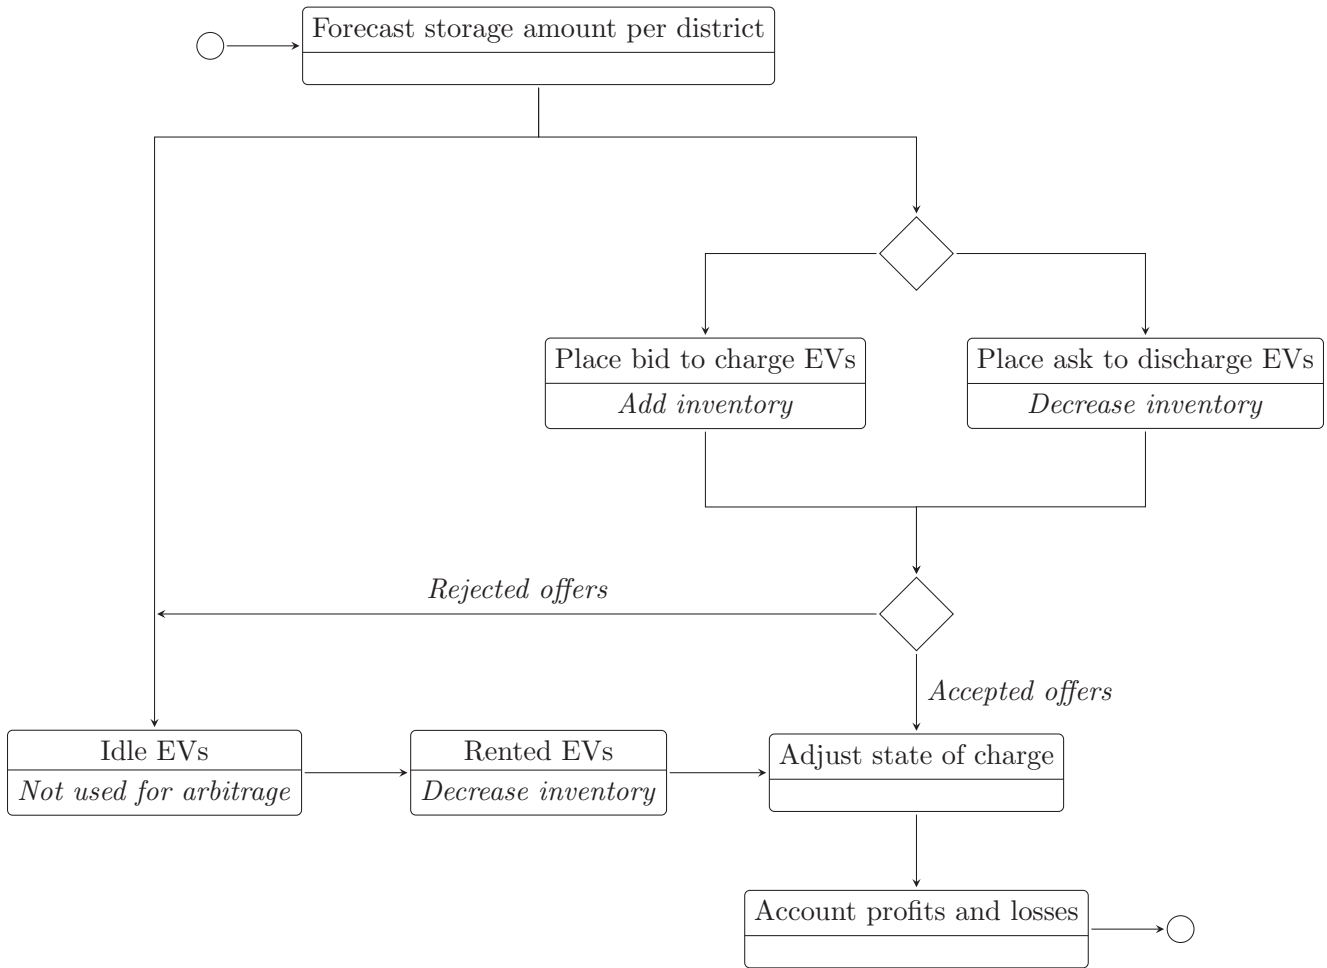 Forecast storage amount per district
Place bid to charge EVs
Add inventory
Place ask to discharge EVs
Decrease inventory
Rejected offers
Accepted offers
Idle EVs
Not used for arbitrage
Rented EVs
Decrease inventory
Adjust state of charge
Account profits and losses